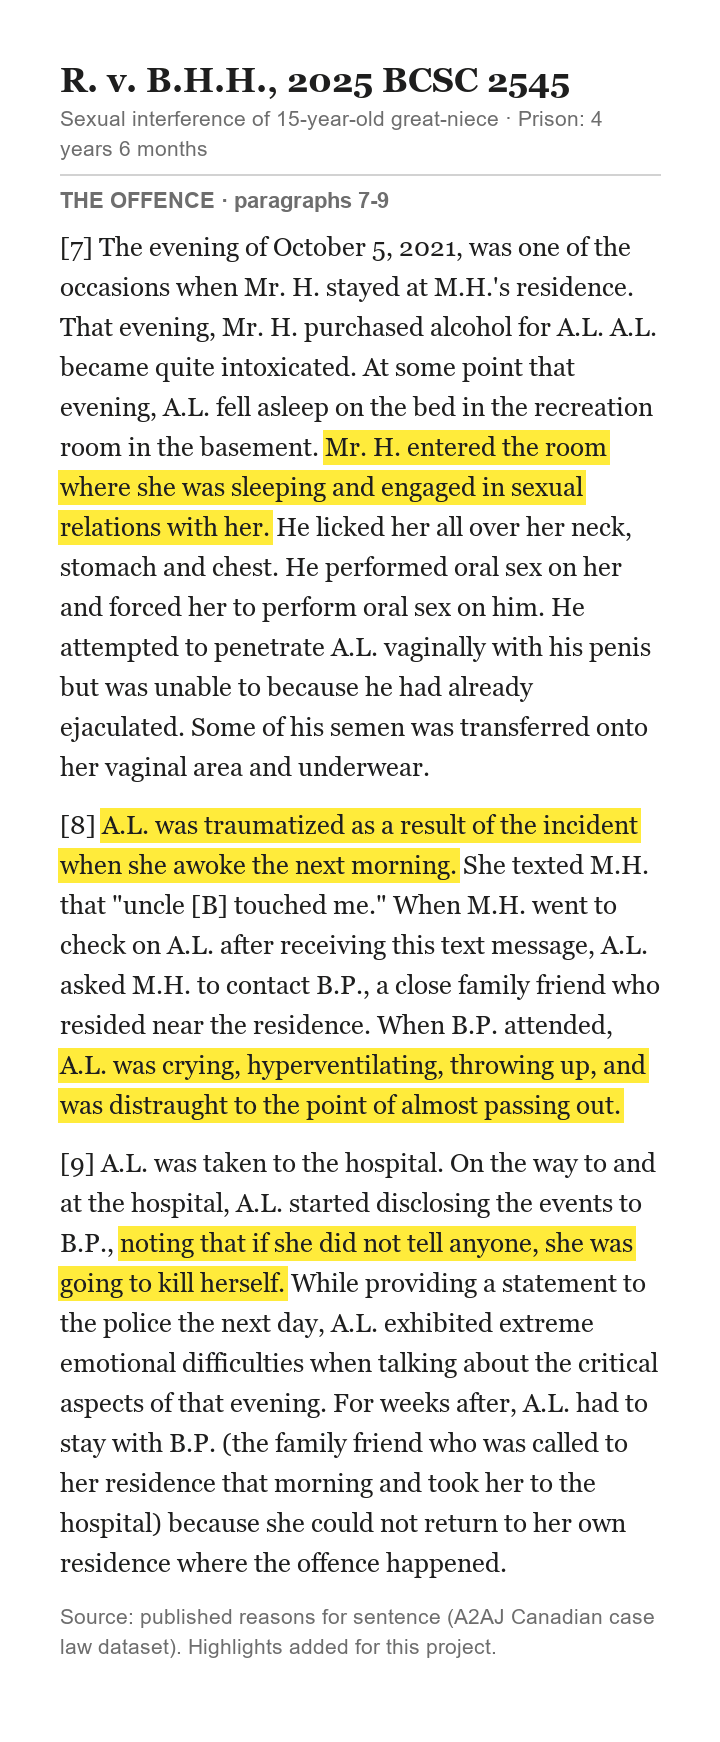 R. v. B.H.H., 2025 BCSC 2545
Sexual interference of 15-year-old great-niece · Prison: 4
years 6 months
THE OFFENCE · paragraphs 7-9
[7] The evening of October 5, 2021, was one of the
occasions when Mr. H. stayed at M.H.'s residence.
That evening, Mr. H. purchased alcohol for A.L. A.L.
became quite intoxicated. At some point that
evening, A.L. fell asleep on the bed in the recreation
room in the basement. Mr. H. entered the room
where she was sleeping and engaged in sexual
relations with her. He licked her all over her neck,
stomach and chest. He performed oral sex on her
and forced her to perform oral sex on him. He
attempted to penetrate A.L. vaginally with his penis
but was unable to because he had already
ejaculated. Some of his semen was transferred onto
her vaginal area and underwear.
[8] A.L. was traumatized as a result of the incident
when she awoke the next morning. She texted M.H.
that "uncle [B] touched me." When M.H. went to
check on A.L. after receiving this text message, A.L.
asked M.H. to contact B.P., a close family friend who
resided near the residence. When B.P. attended,
A.L. was crying, hyperventilating, throwing up, and
was distraught to the point of almost passing out.
[9] A.L. was taken to the hospital. On the way to and
at the hospital, A.L. started disclosing the events to
B.P., noting that if she did not tell anyone, she was
going to kill herself. While providing a statement to
the police the next day, A.L. exhibited extreme
emotional difficulties when talking about the critical
aspects of that evening. For weeks after, A.L. had to
stay with B.P. (the family friend who was called to
her residence that morning and took her to the
hospital) because she could not return to her own
residence where the offence happened.
Source: published reasons for sentence (A2AJ Canadian case
law dataset). Highlights added for this project.